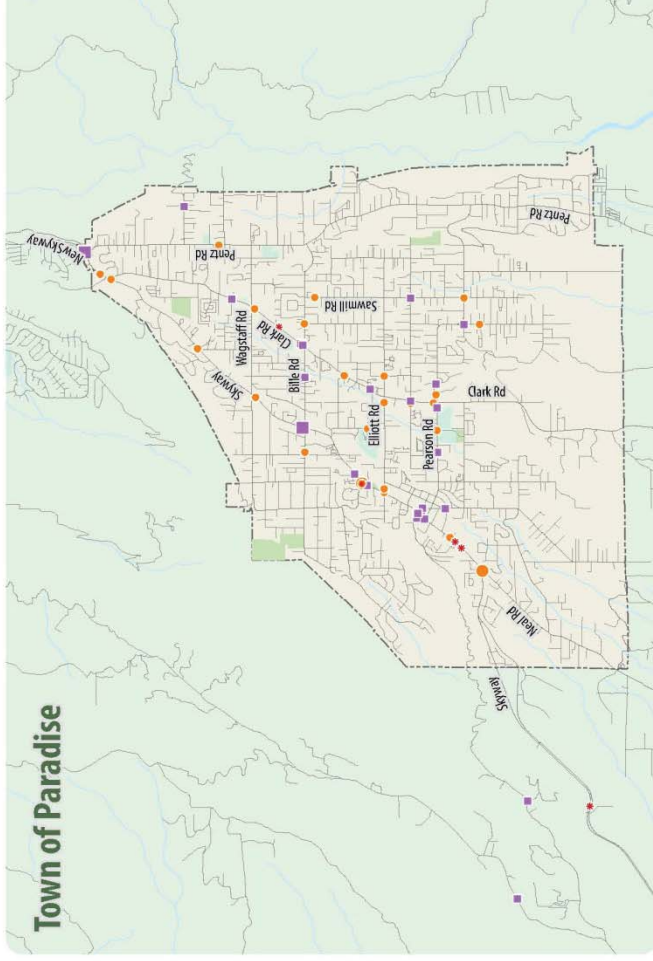 Town of Paradise
New Skyway
Pentz Rd
Wagstaff Rd
Clark Rd
Sawmill Rd
Skyway
Bille Rd
Pentz Rd
Elliott Rd
Clark Rd
Pearson Rd
Neal Rd
Skyway